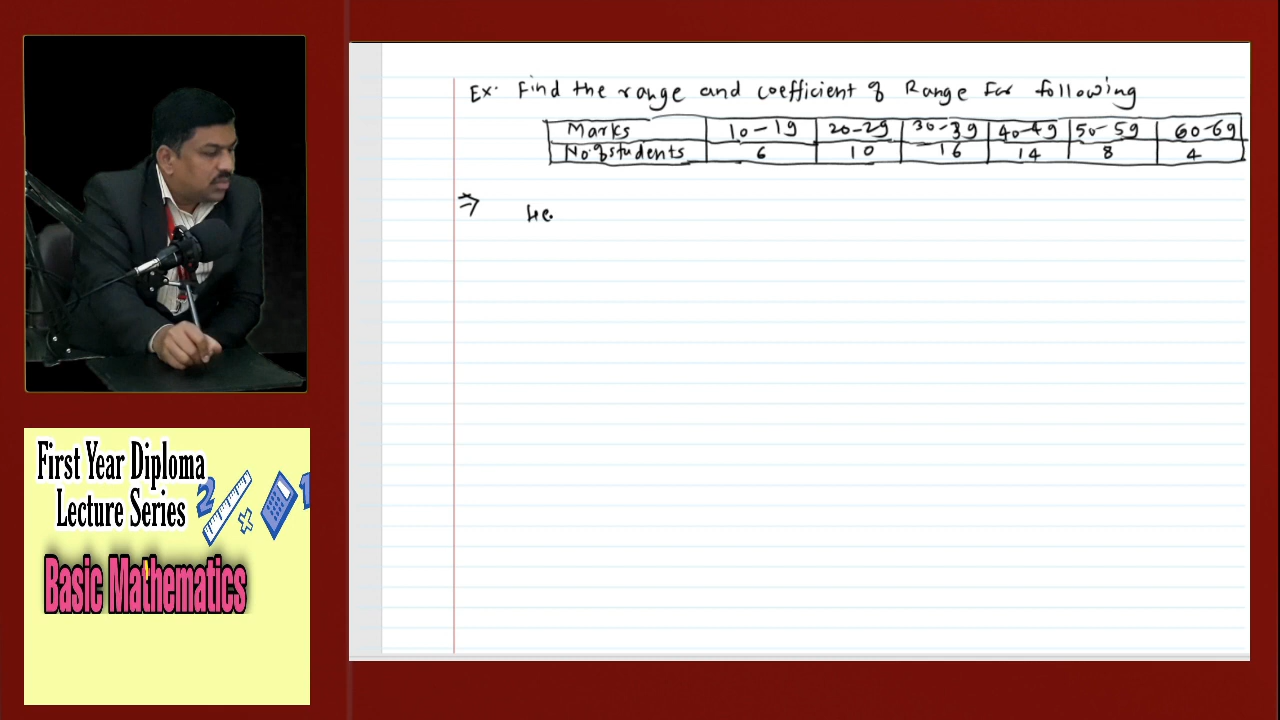 Ex. Find the range and coefficient of Range for following
Marks 10-19 20-29 30-39 40-49 50-59 60-69
No. of students 6 10 16 14 8 4
⇒ He
First Year Diploma
Lecture Series
2 × 1
Basic Mathematics